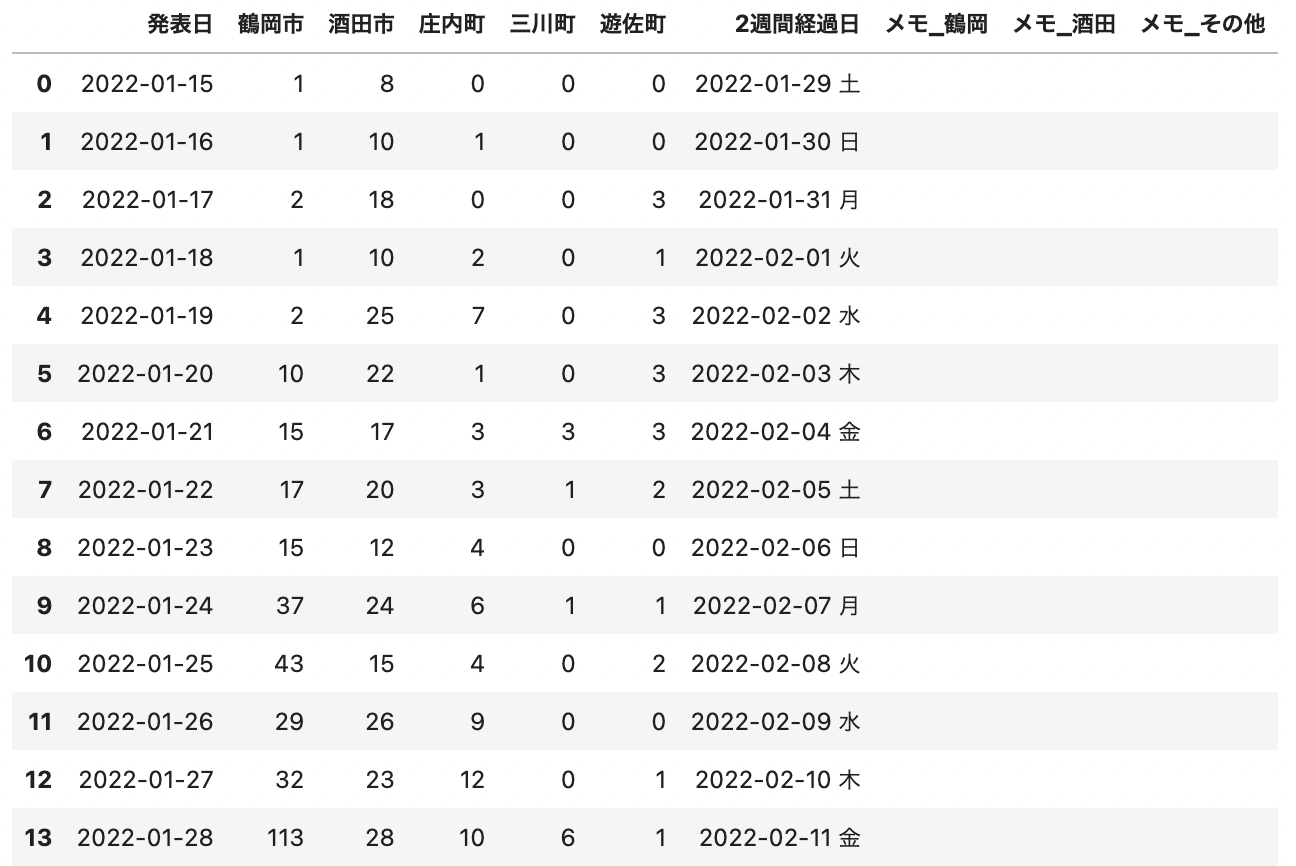 発表日 鶴岡市 酒田市 庄内町 三川町 遊佐町 2週間経過日 メモ_鶴岡 メモ_酒田 メモ_その他
0 2022-01-15 1 8 0 0 0 2022-01-29 土
1 2022-01-16 1 10 1 0 0 2022-01-30 日
2 2022-01-17 2 18 0 0 3 2022-01-31 月
3 2022-01-18 1 10 2 0 1 2022-02-01 火
4 2022-01-19 2 25 7 0 3 2022-02-02 水
5 2022-01-20 10 22 1 0 3 2022-02-03 木
6 2022-01-21 15 17 3 3 3 2022-02-04 金
7 2022-01-22 17 20 3 1 2 2022-02-05 土
8 2022-01-23 15 12 4 0 0 2022-02-06 日
9 2022-01-24 37 24 6 1 1 2022-02-07 月
10 2022-01-25 43 15 4 0 2 2022-02-08 火
11 2022-01-26 29 26 9 0 0 2022-02-09 水
12 2022-01-27 32 23 12 0 1 2022-02-10 木
13 2022-01-28 113 28 10 6 1 2022-02-11 金